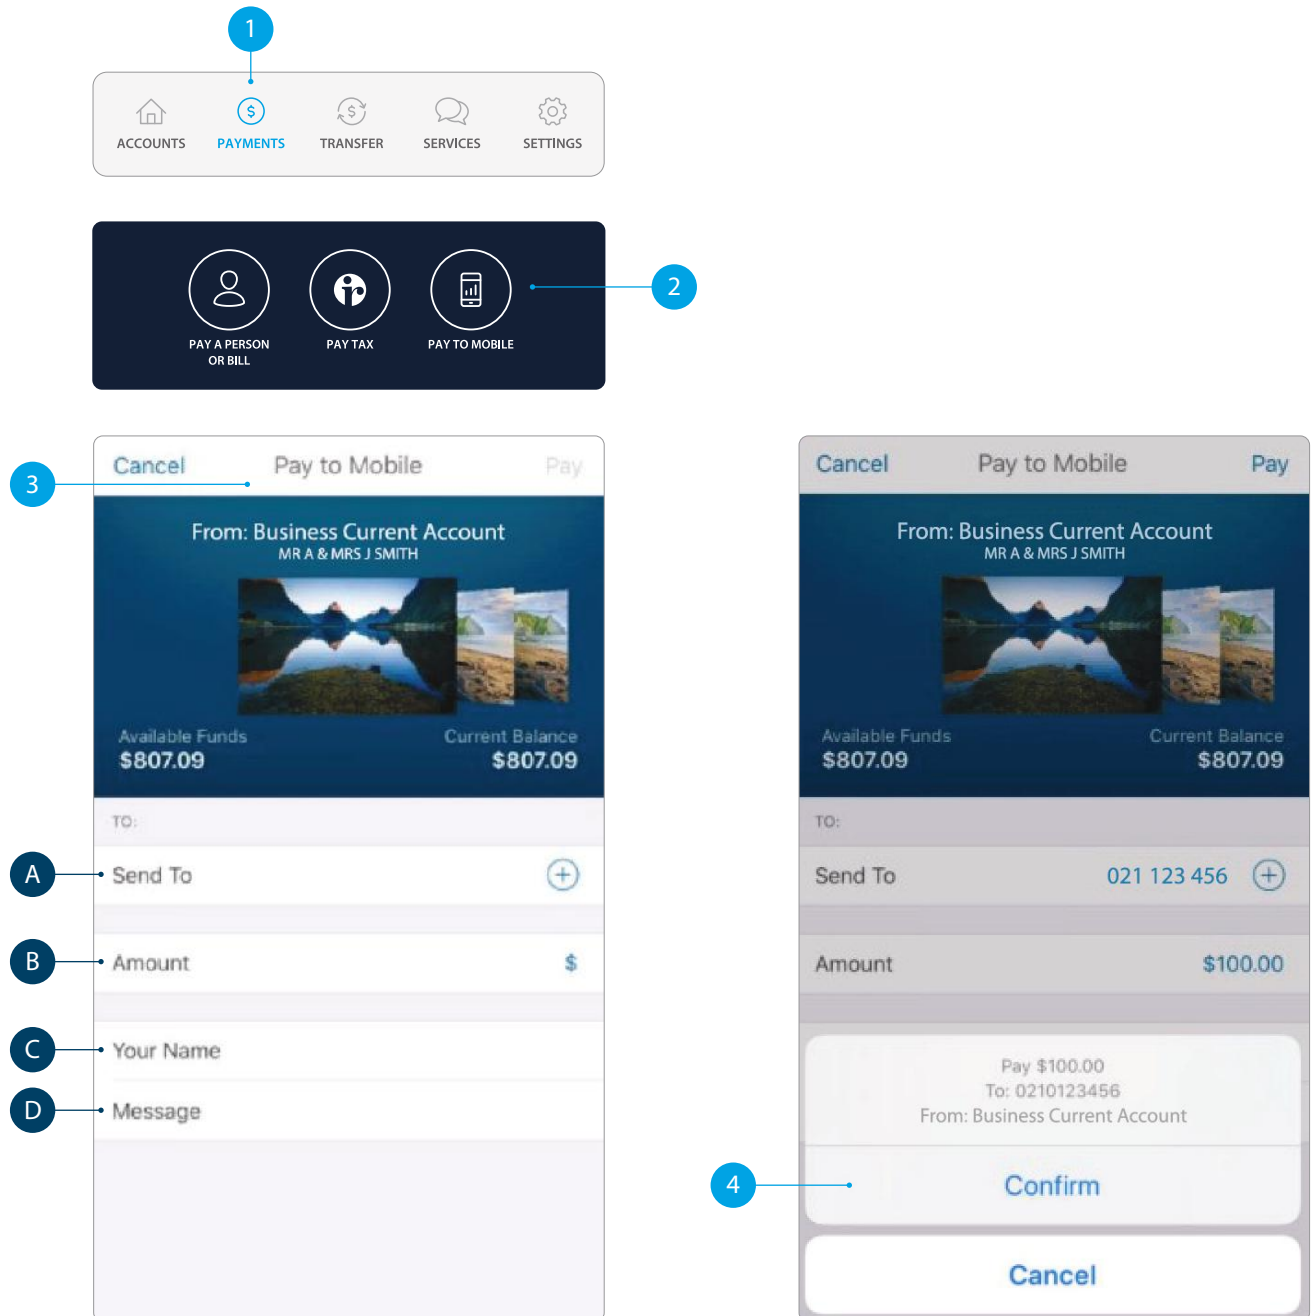 1
ACCOUNTS PAYMENTS TRANSFER SERVICES SETTINGS
ir
2
PAY A PERSON
OR BILL
PAY TAX
PAY TO MOBILE
3
Cancel Pay to Mobile Pay
From: Business Current Account
MR A & MRS J SMITH
Available Funds Current Balance
$807.09 $807.09
TO:
A Send To
B Amount $
C Your Name
D Message
Cancel Pay to Mobile Pay
From: Business Current Account
MR A & MRS J SMITH
Available Funds Current Balance
$807.09 $807.09
TO:
Send To 021 123 456
Amount $100.00
Pay $100.00
To: 0210123456
From: Business Current Account
4 Confirm
Cancel